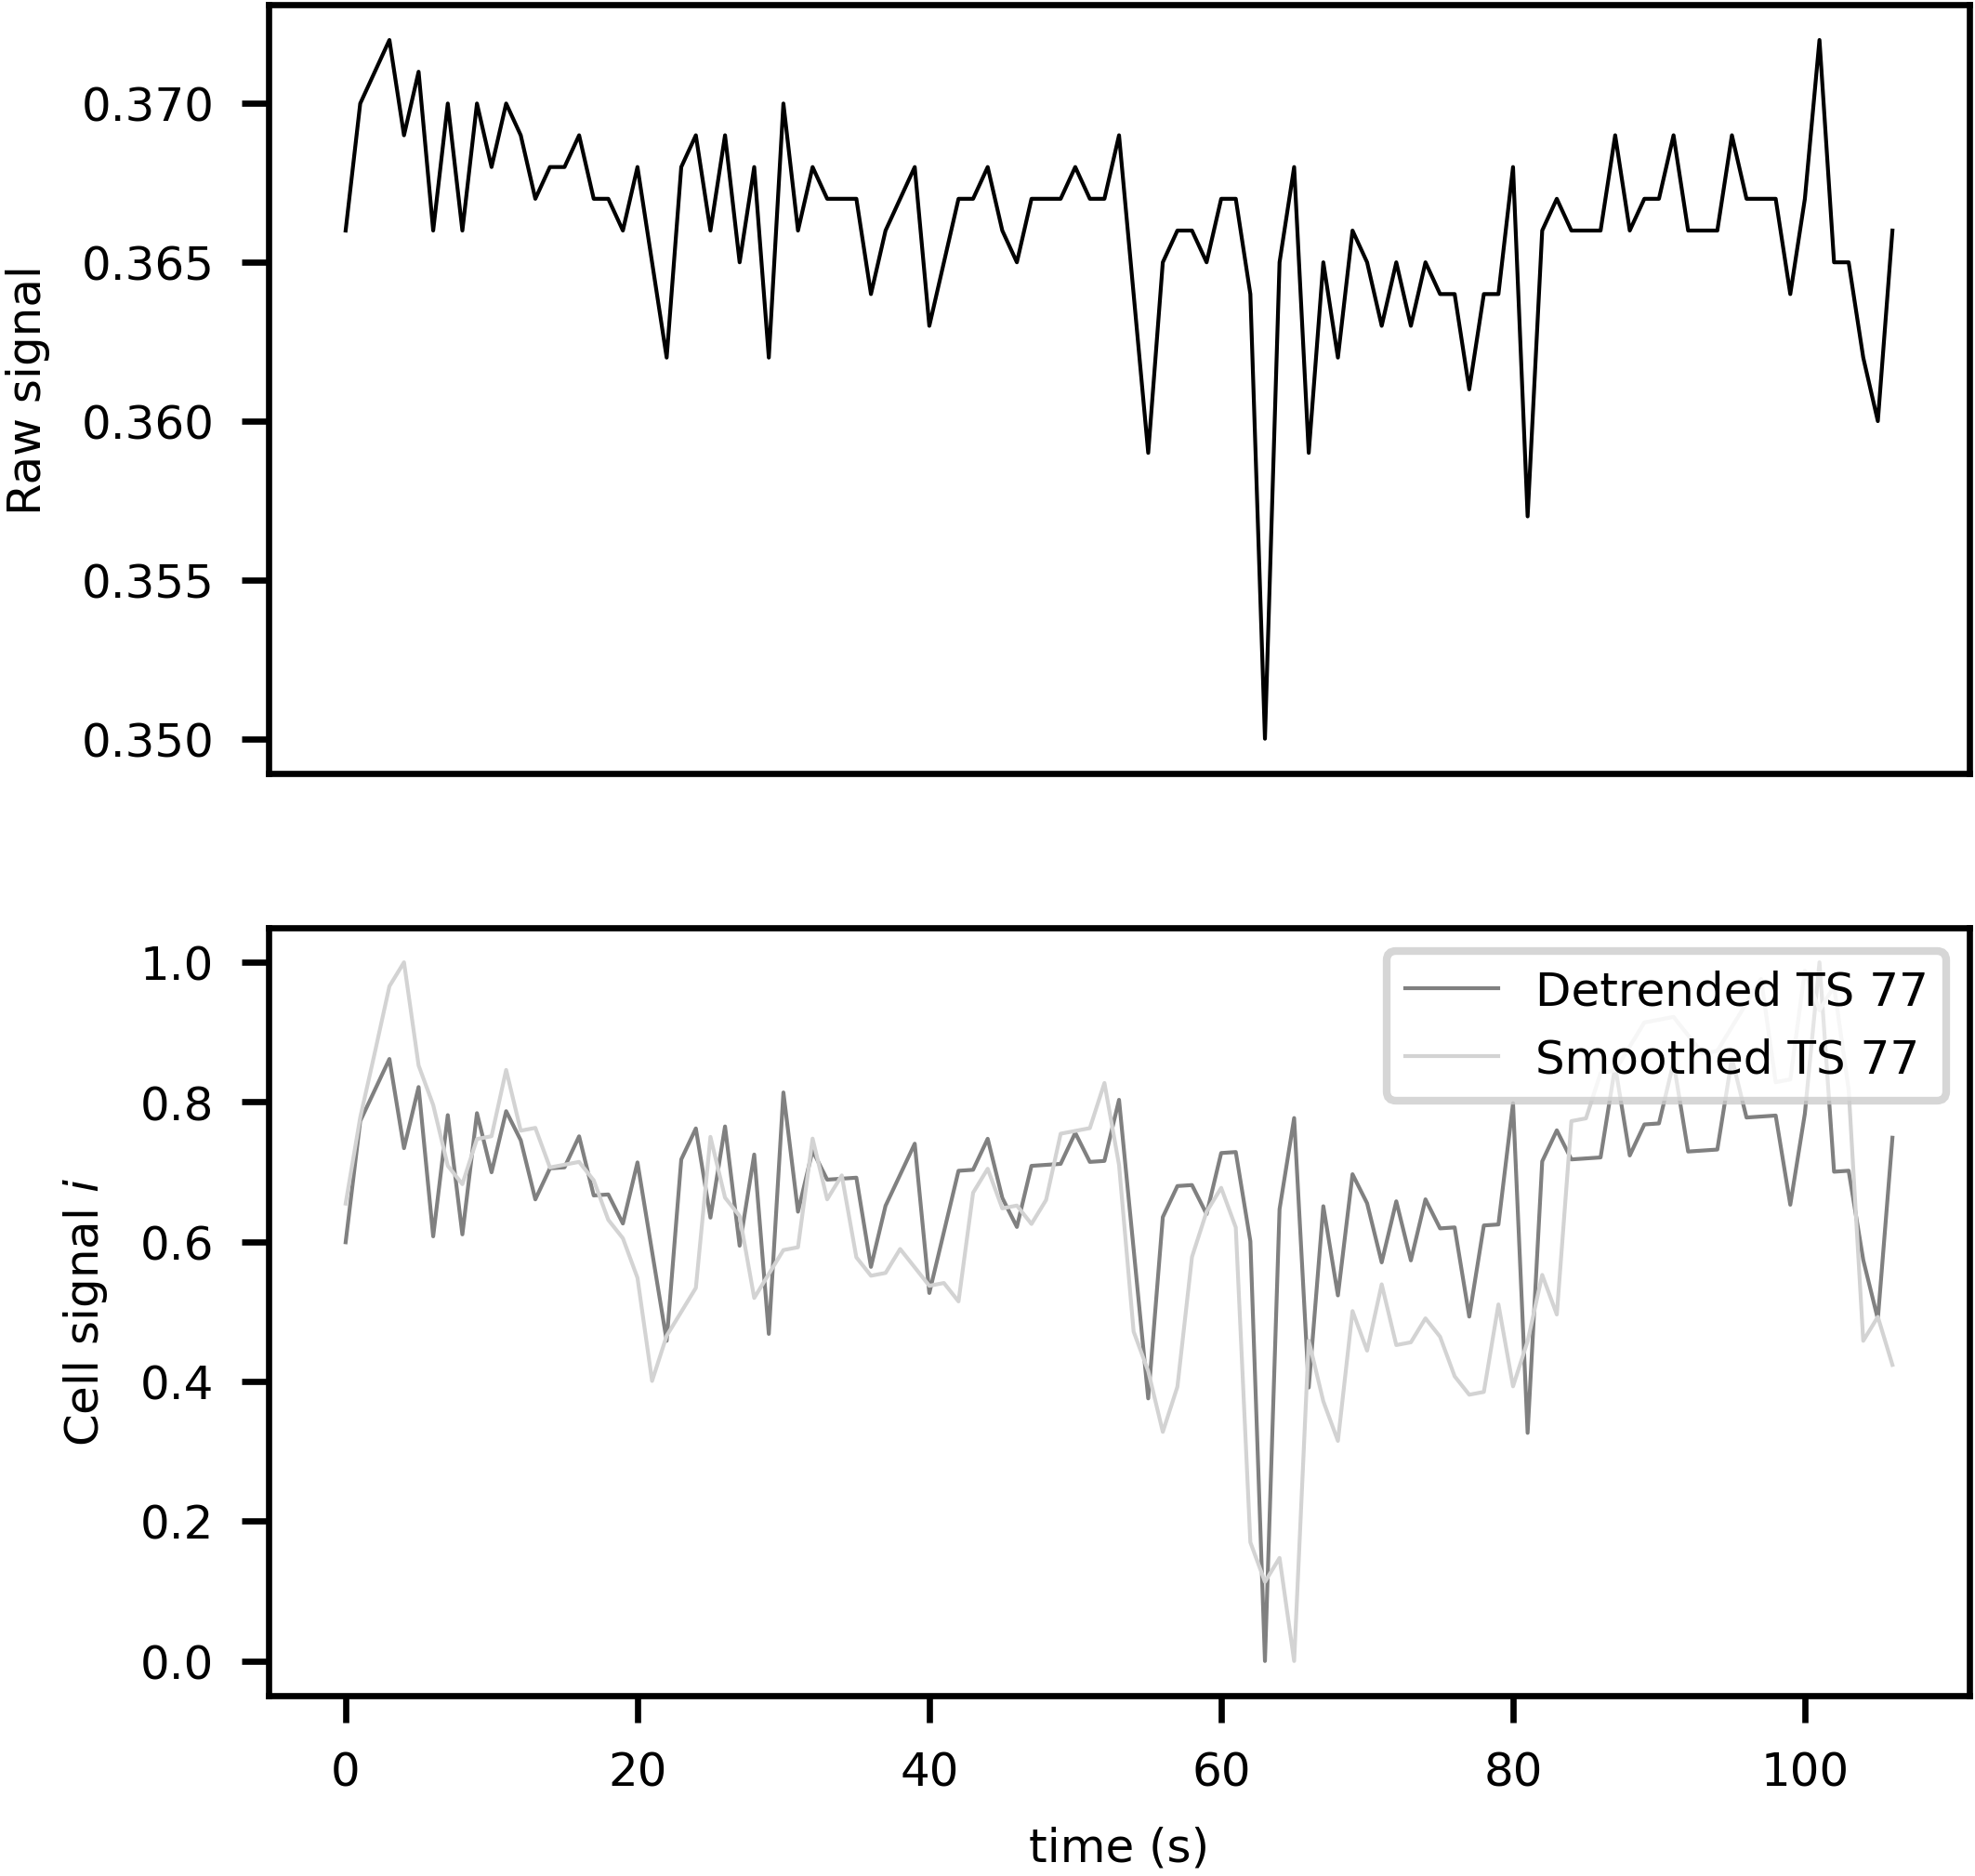 Raw signal
0.370
0.365
0.360
0.355
0.350
Cell signal i
1.0
0.8
0.6
0.4
0.2
0.0
Detrended TS 77
Smoothed TS 77
0 20 40 60 80 100
time (s)